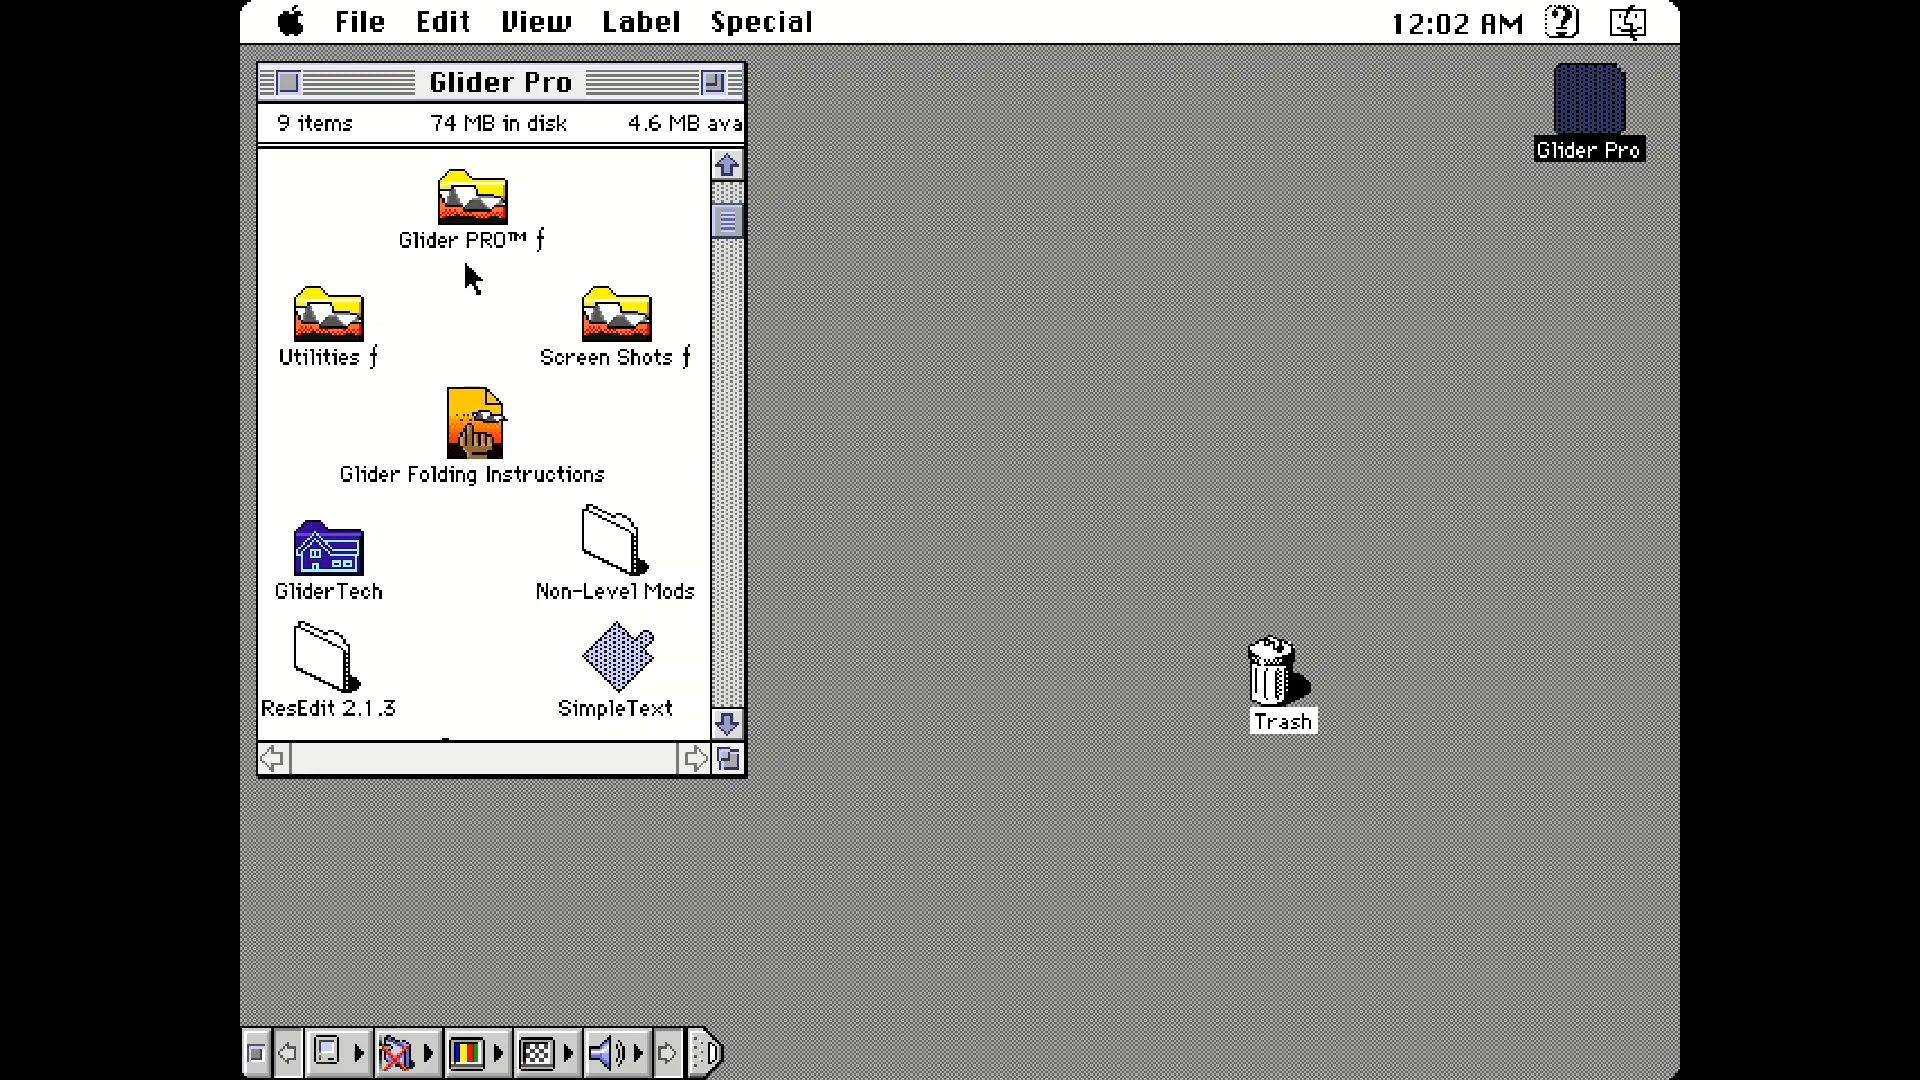 File Edit View Label Special 12:02 AM
Glider Pro
9 items 74 MB in disk 4.6 MB ava
Glider Pro
Glider PRO™ ƒ
Utilities ƒ Screen Shots ƒ
Glider Folding Instructions
GliderTech Non-Level Mods
ResEdit 2.1.3 SimpleText
Trash